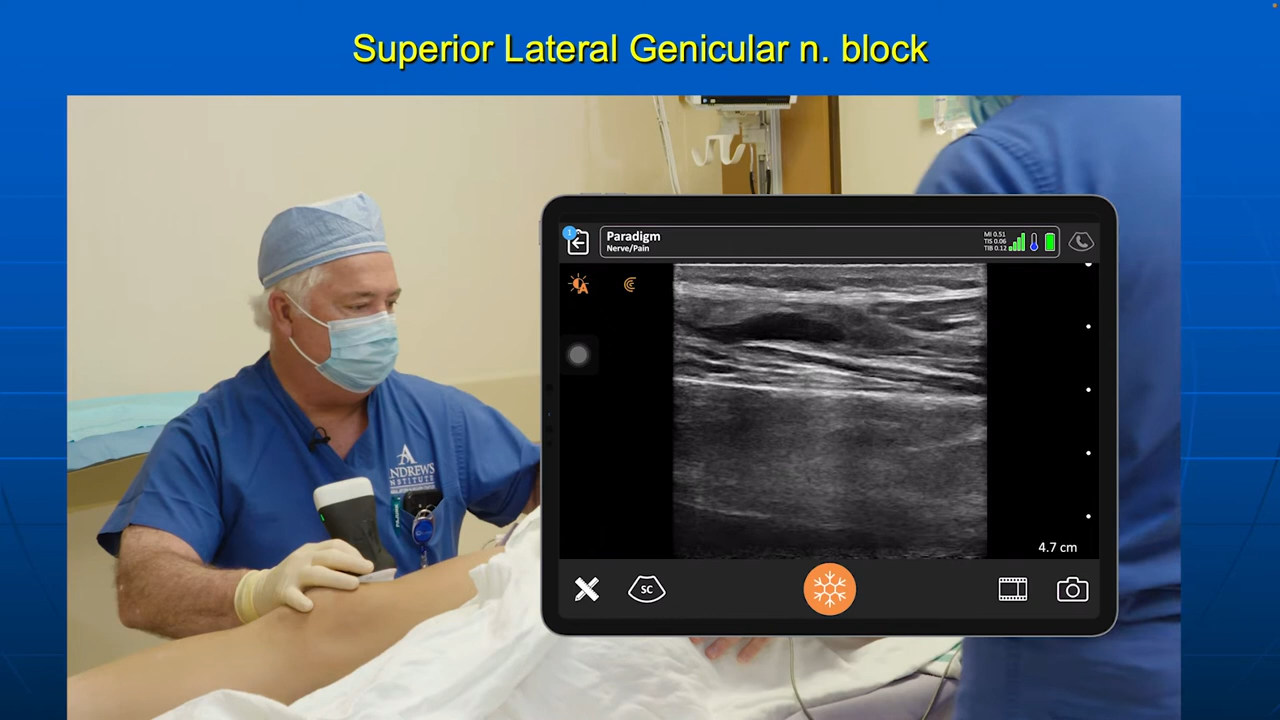 Superior Lateral Genicular n. block
1
Paradigm
Nerve/Pain
MI 0.51
TIS 0.06
TIB 0.12
A
ANDREWS
INSTITUTE
4.7 cm
SC